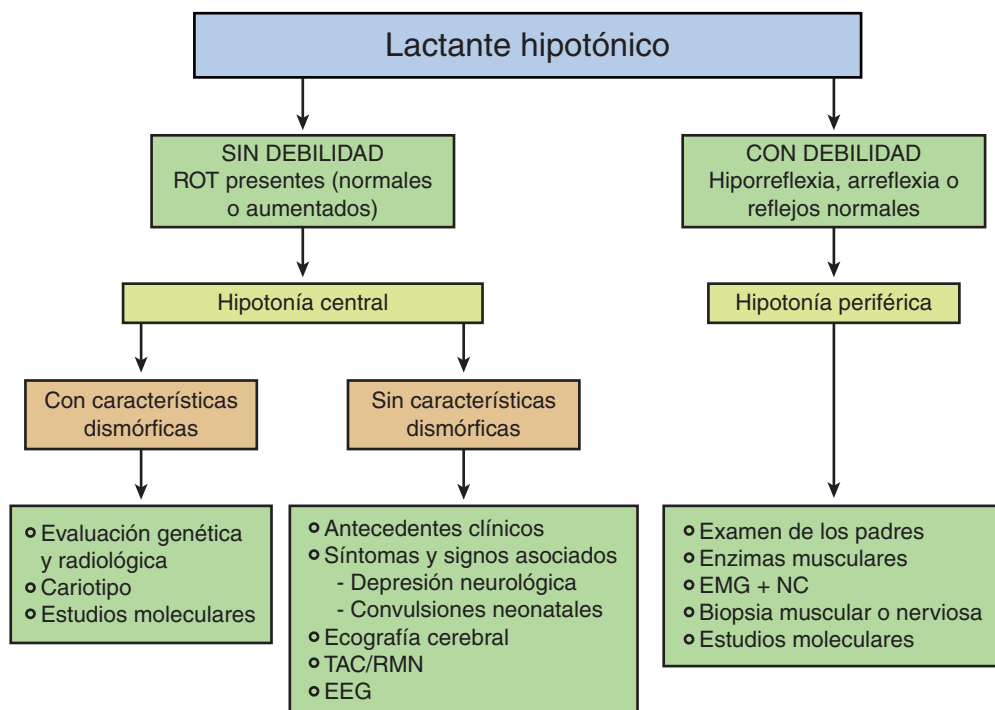 Lactante hipotónico
SIN DEBILIDAD
ROT presentes (normales
o aumentados)
CON DEBILIDAD
Hiporreflexia, arreflexia o
reflejos normales
Hipotonía central
Hipotonía periférica
Con características
dismórficas
Sin características
dismórficas
Evaluación genética
y radiológica
Cariotipo
Estudios moleculares
Antecedentes clínicos
Síntomas y signos asociados
- Depresión neurológica
- Convulsiones neonatales
Ecografía cerebral
TAC/RMN
EEG
Examen de los padres
Enzimas musculares
EMG + NC
Biopsia muscular o nerviosa
Estudios moleculares